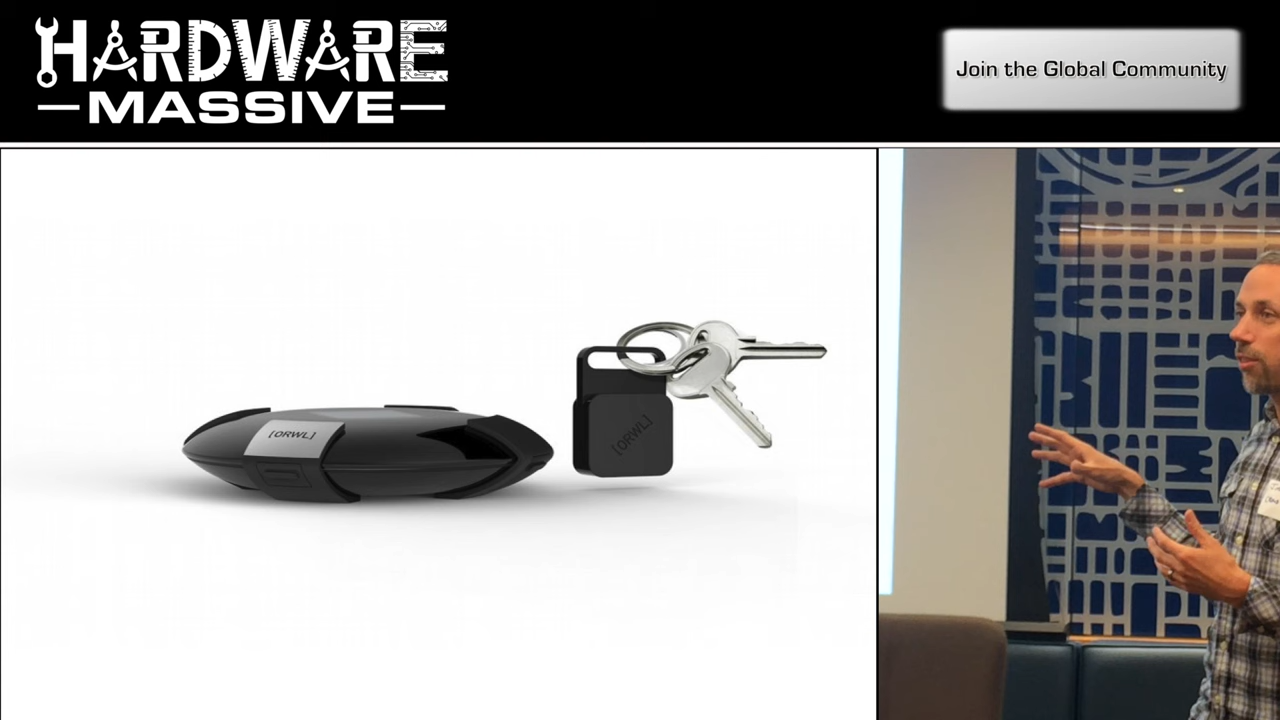 HARDWARE
MASSIVE
Join the Global Community
[ORWL]
[ORWL]